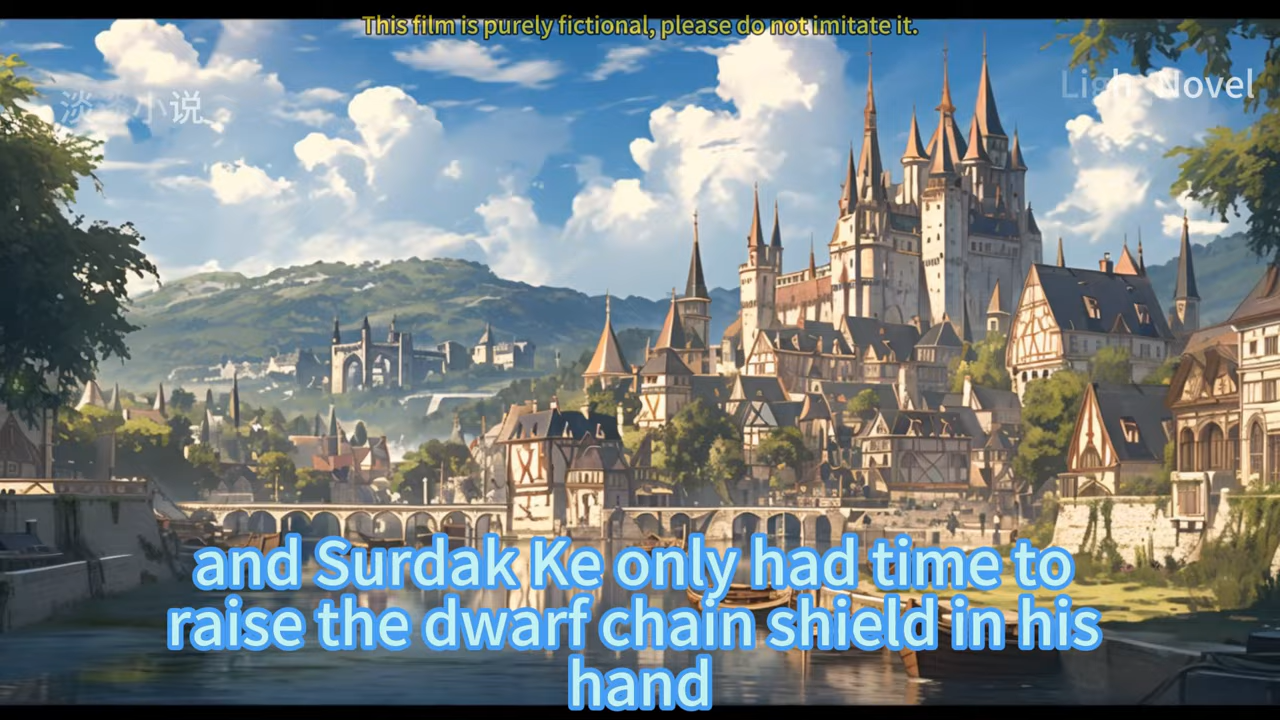 This film is purely fictional, please do not imitate it.
Light Novel
小说
and Surdak Ke only had time to
raise the dwarf chain shield in his
hand